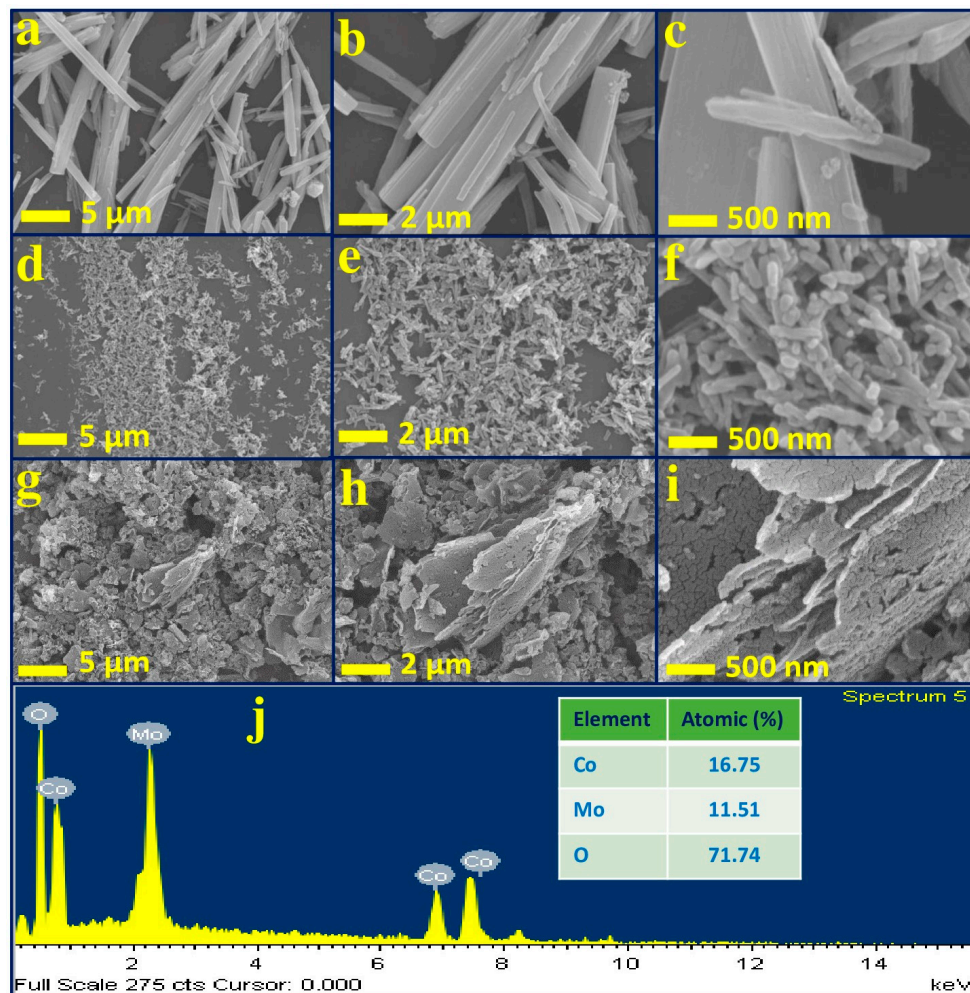 a b c
5 µm 2 µm 500 nm
d e f
5 µm 2 µm 500 nm
g h i
5 µm 2 µm 500 nm
j Spectrum 5
O
Mo
Co
Co Co
Element Atomic (%)
Co 16.75
Mo 11.51
O 71.74
2 4 6 8 10 12 14
Full Scale 275 cts Cursor: 0.000 keV